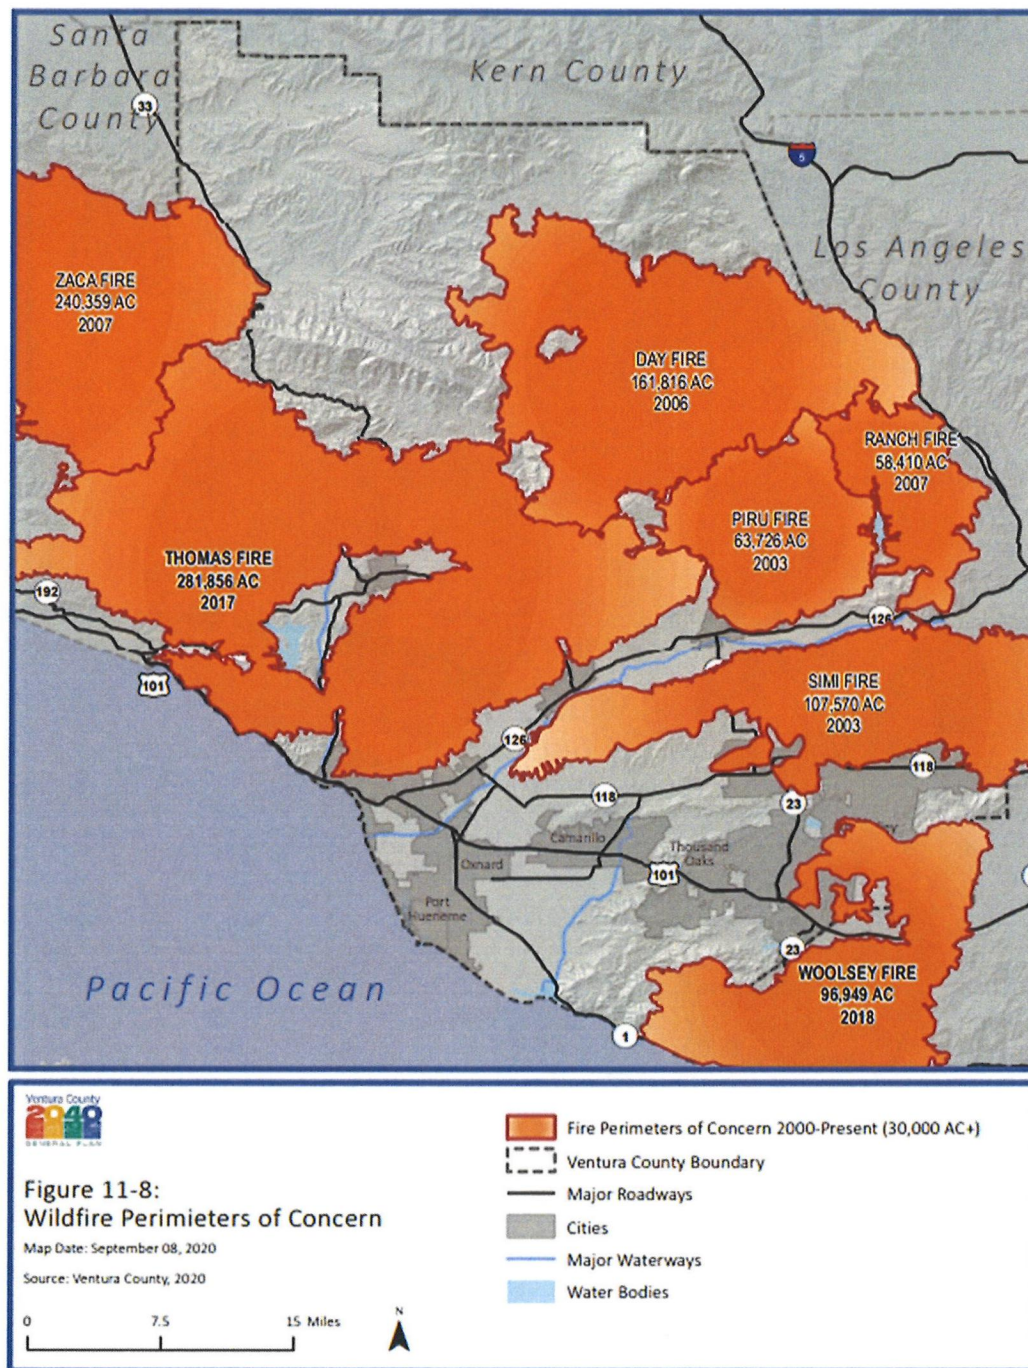 Santa
Barbara
County
Kern County
33
5
Los Angeles
County
ZACA FIRE
240,359 AC
2007
DAY FIRE
161,816 AC
2006
RANCH FIRE
58,410 AC
2007
PIRU FIRE
63,726 AC
2003
THOMAS FIRE
281,856 AC
2017
192
126
101
SIMI FIRE
107,570 AC
2003
126
118
118
23
Camarillo
Thousand
Oaks
Oxnard
101
Port
Hueneme
23
Pacific Ocean
WOOLSEY FIRE
96,949 AC
2018
1
Ventura County
2040
GENERAL PLAN
Figure 11-8:
Wildfire Perimieters of Concern
Map Date: September 08, 2020
Source: Ventura County, 2020
0 7.5 15 Miles
N
Fire Perimeters of Concern 2000-Present (30,000 AC+)
Ventura County Boundary
Major Roadways
Cities
Major Waterways
Water Bodies